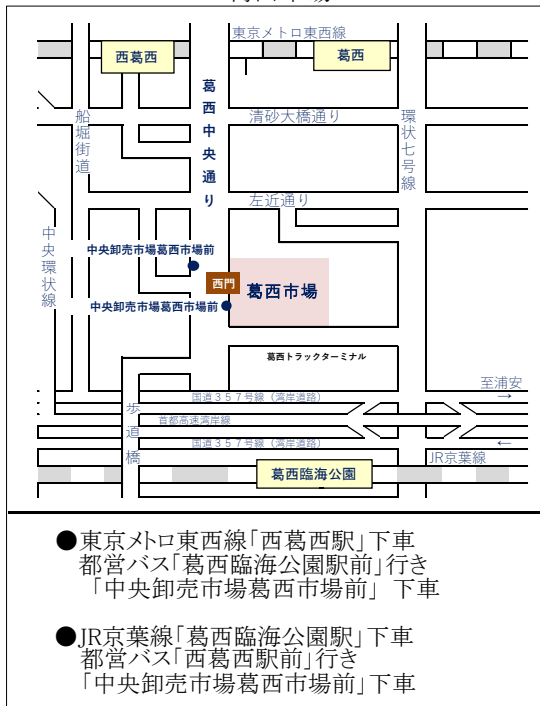 東京メトロ東西線
西葛西
葛西
葛西中央通り
船堀街道
清砂大橋通り
環状七号線
左近通り
中央環状線
中央卸売市場葛西市場前
西門
葛西市場
中央卸売市場葛西市場前
葛西トラックターミナル
至浦安
→
国道357号線（湾岸道路）
歩道橋
首都高速湾岸線
国道357号線（湾岸道路）
←
JR京葉線
葛西臨海公園
●東京メトロ東西線「西葛西駅」下車
都営バス「葛西臨海公園駅前」行き
「中央卸売市場葛西市場前」 下車
●JR京葉線「葛西臨海公園駅」下車
都営バス「西葛西駅前」行き
「中央卸売市場葛西市場前」下車